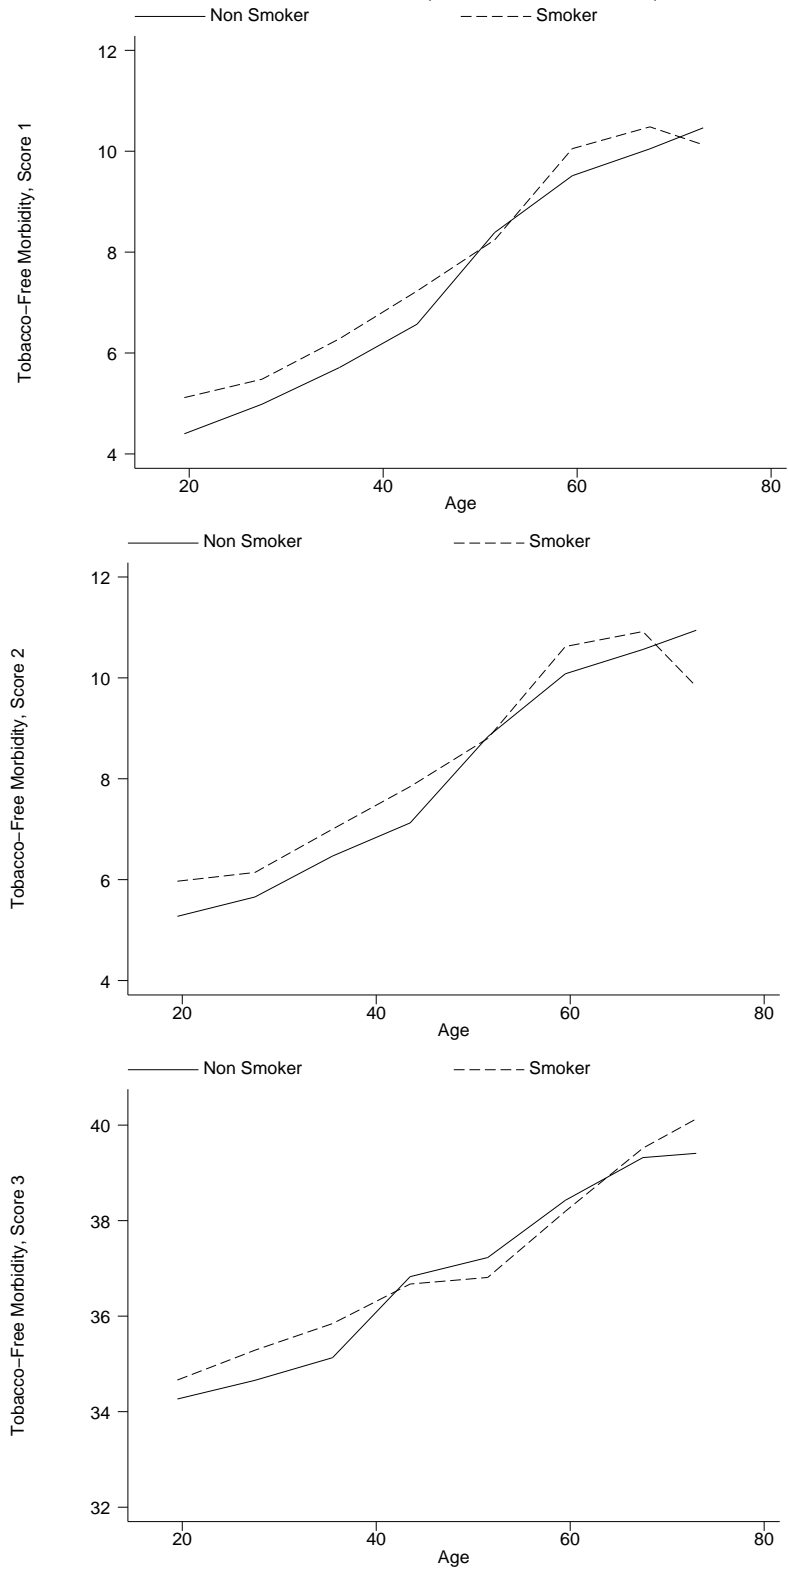 Non Smoker Smoker
Tobacco−Free Morbidity, Score 1
12
10
8
6
4
20 40 60 80
Age
Non Smoker Smoker
Tobacco−Free Morbidity, Score 2
12
10
8
6
4
20 40 60 80
Age
Non Smoker Smoker
Tobacco−Free Morbidity, Score 3
40
38
36
34
32
20 40 60 80
Age